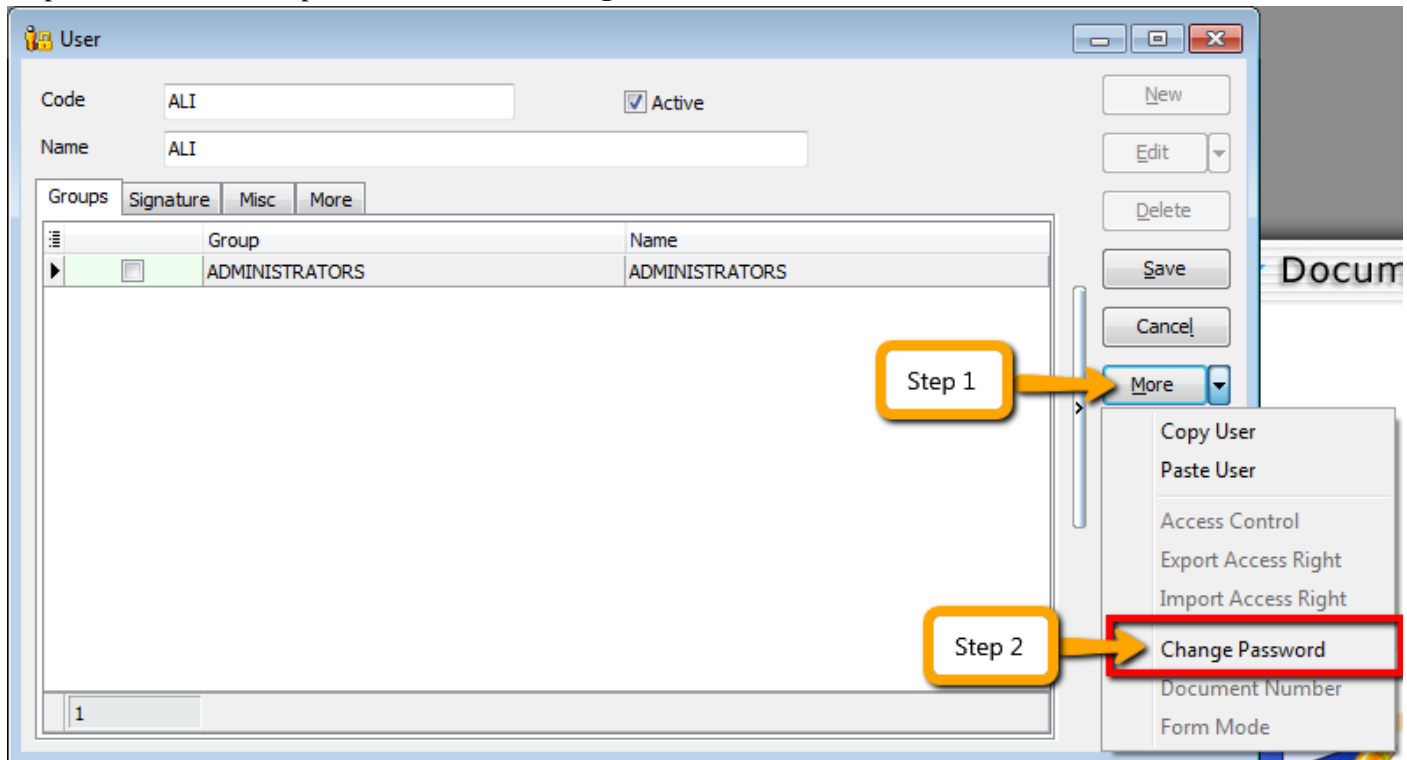 User
Code ALI Active New
Name ALI Edit
Groups Signature Misc More Delete
Group Name
ADMINISTRATORS ADMINISTRATORS Save
Docum
Cancel
Step 1 More
Copy User
Paste User
Access Control
Export Access Right
Import Access Right
Step 2 Change Password
Document Number
1
Form Mode